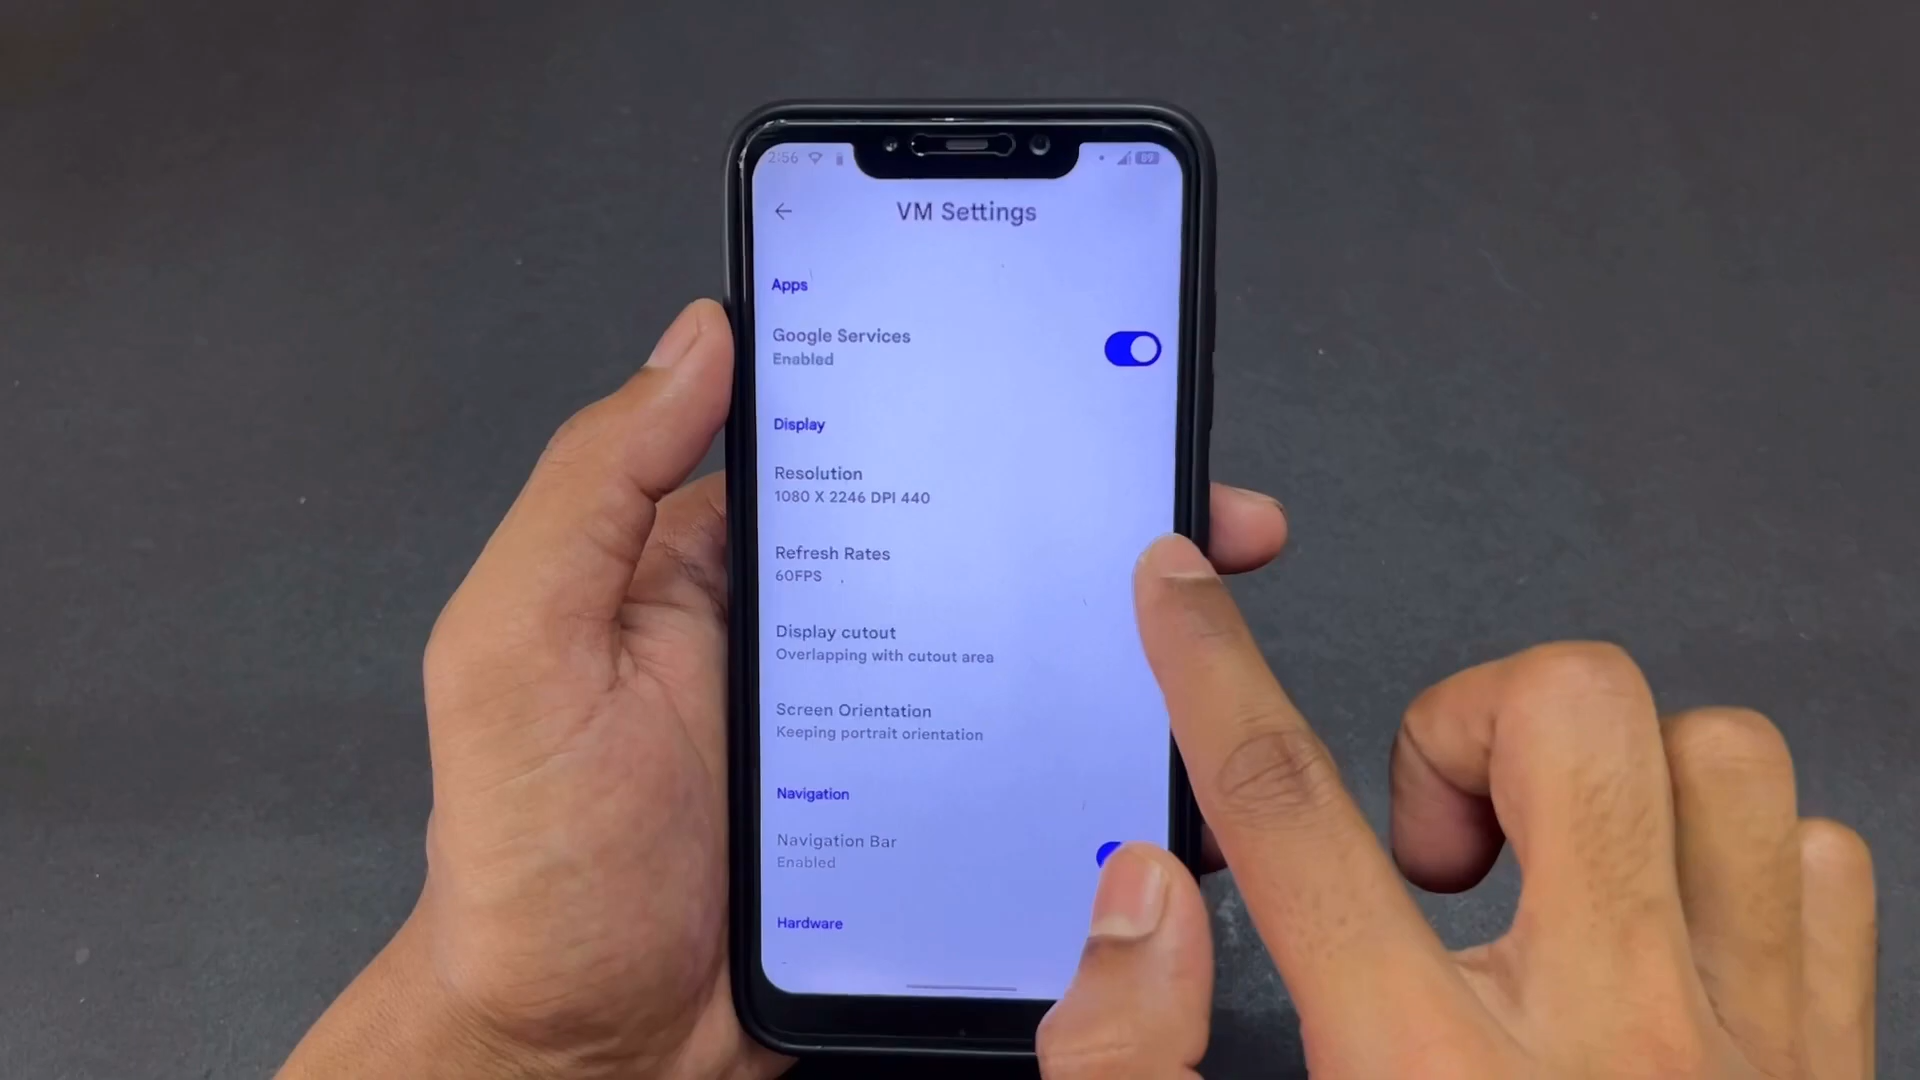 2:56
89
VM Settings
Apps
Google Services
Enabled
Display
Resolution
1080 X 2246 DPI 440
Refresh Rates
60FPS
Display cutout
Overlapping with cutout area
Screen Orientation
Keeping portrait orientation
Navigation
Navigation Bar
Enabled
Hardware